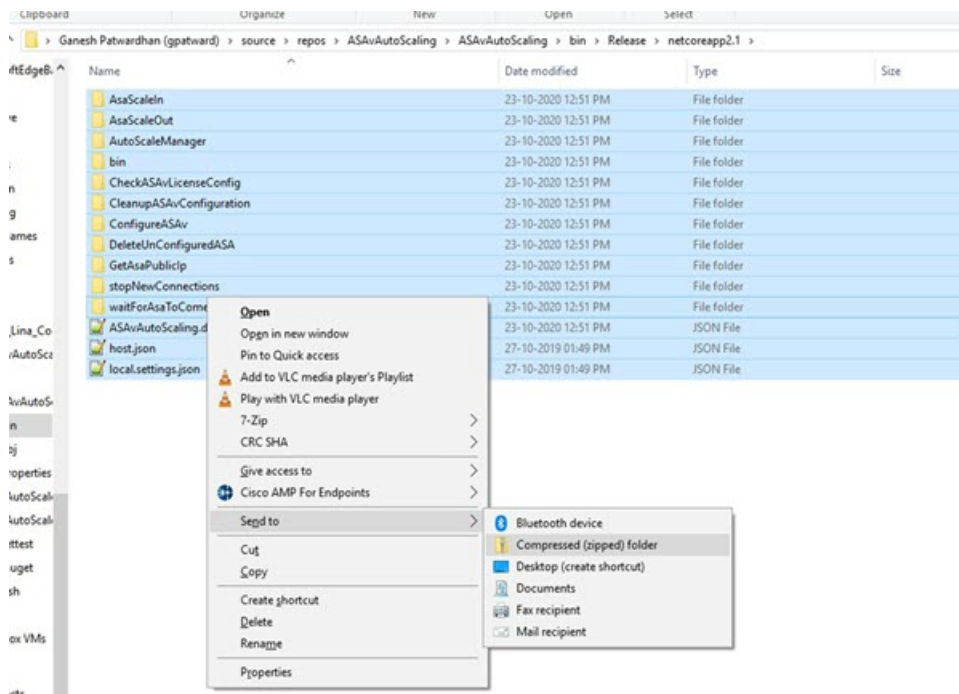 Clipboard Organize New Open Select
> Ganesh Patwardhan (gpatward) > source > repos > ASAvAutoScaling > ASAvAutoScaling > bin > Release > netcoreapp2.1 >
Name Date modified Type Size
AsaScaleIn 23-10-2020 12:51 PM File folder
AsaScaleOut 23-10-2020 12:51 PM File folder
AutoScaleManager 23-10-2020 12:51 PM File folder
bin 23-10-2020 12:51 PM File folder
CheckASAvLicenseConfig 23-10-2020 12:51 PM File folder
CleanupASAvConfiguration 23-10-2020 12:51 PM File folder
ConfigureASAv 23-10-2020 12:51 PM File folder
DeleteUnConfiguredASA 23-10-2020 12:51 PM File folder
GetAsaPublicIp 23-10-2020 12:51 PM File folder
stopNewConnections 23-10-2020 12:51 PM File folder
waitForAsaToCome 23-10-2020 12:51 PM File folder
ASAvAutoScaling.d 23-10-2020 12:51 PM JSON File
host.json 27-10-2019 01:49 PM JSON File
local.settings.json 27-10-2019 01:49 PM JSON File
Open
Open in new window
Pin to Quick access
Add to VLC media player's Playlist
Play with VLC media player
7-Zip
CRC SHA
Give access to
Cisco AMP For Endpoints
Send to
Cut
Copy
Create shortcut
Delete
Rename
Properties
Bluetooth device
Compressed (zipped) folder
Desktop (create shortcut)
Documents
Fax recipient
Mail recipient